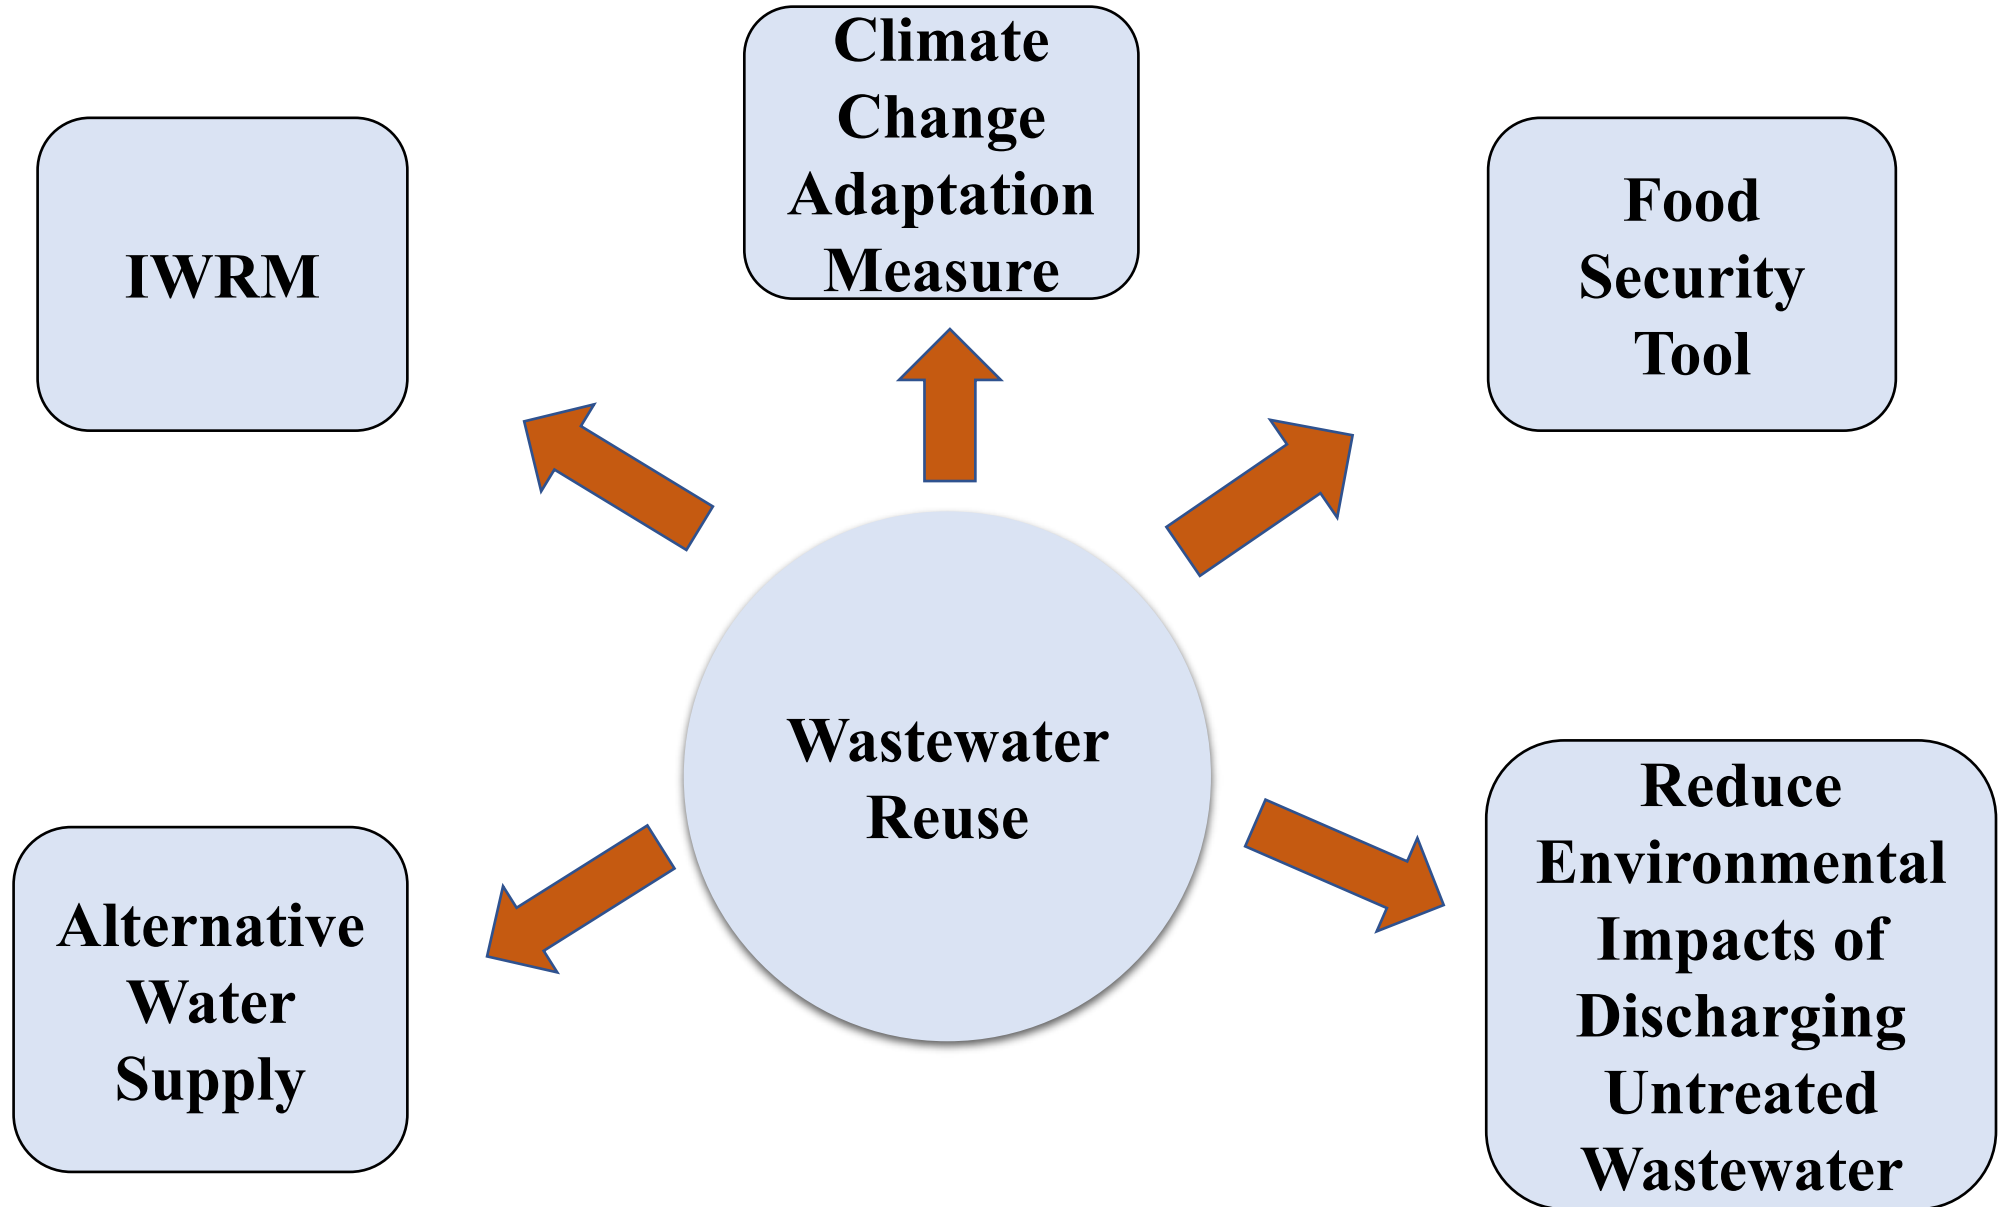 Climate
Change
Adaptation
Measure
IWRM
Food
Security
Tool
Wastewater
Reuse
Alternative
Water
Supply
Reduce
Environmental
Impacts of
Discharging
Untreated
Wastewater